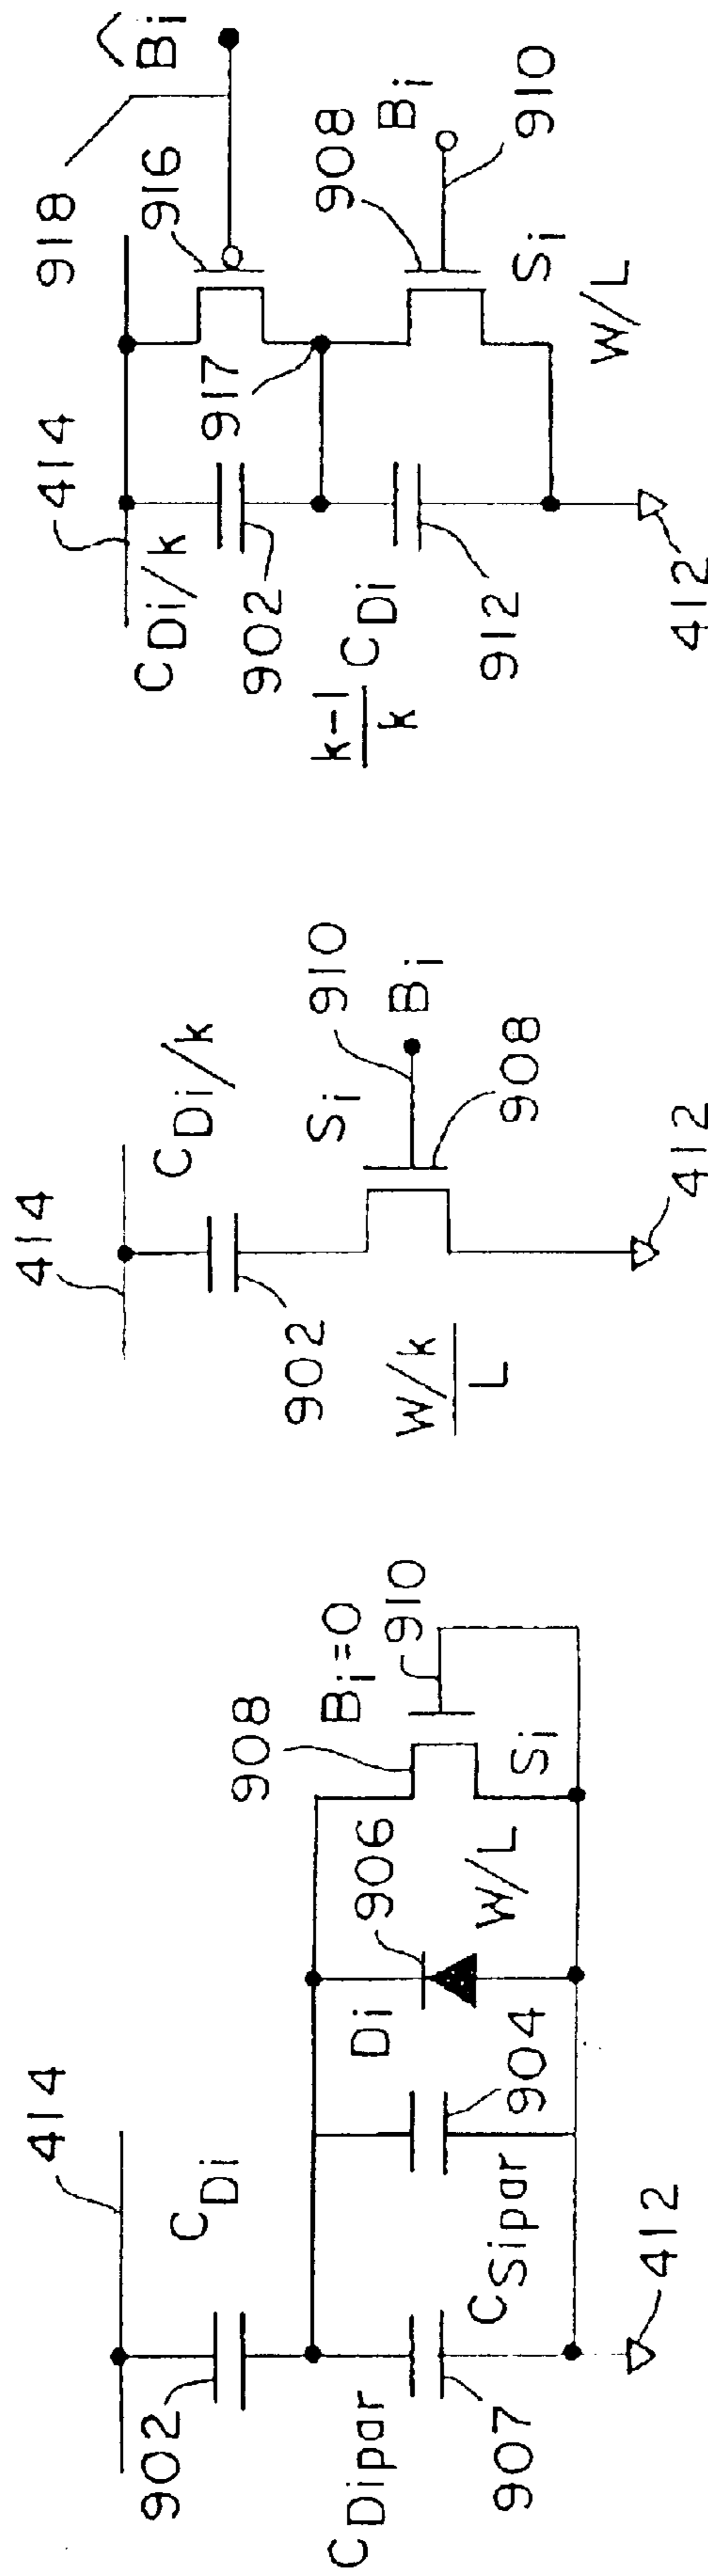 414
C_Di
902
C_Dipar
907
412
C_Sipar
904
D_i
906
W/L
908
B_i=0
910
S_i
414
C_Di/k
902
S_i
910
B_i
908
W/k
L
412
414
918
B̂_i
C_Di/k
902
916
917
908
B_i
910
S_i
W/L
k-1
k
C_Di
912
412